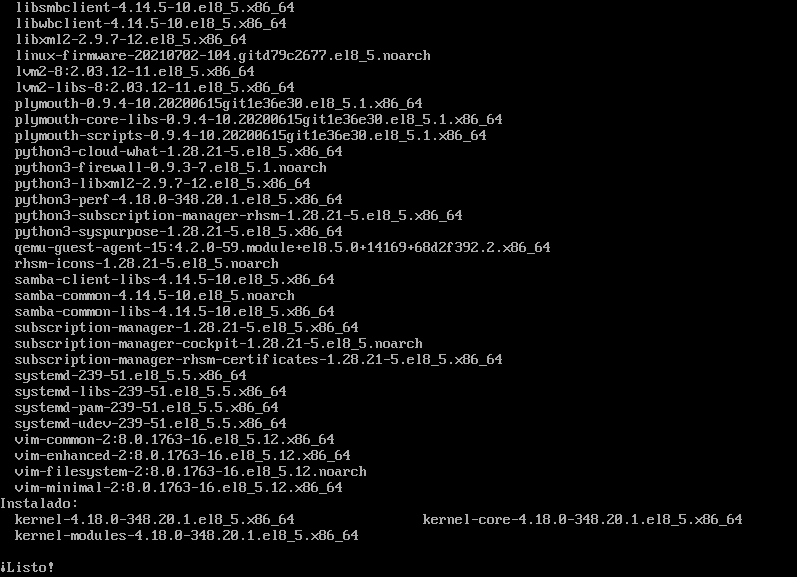 libsmbclient-4.14.5-10.el8_5.x86_64
libwbclient-4.14.5-10.el8_5.x86_64
libxml2-2.9.7-12.el8_5.x86_64
linux-firmware-20210702-104.gitd79c2677.el8_5.noarch
lvm2-8:2.03.12-11.el8_5.x86_64
lvm2-libs-8:2.03.12-11.el8_5.x86_64
plymouth-0.9.4-10.20200615git1e36e30.el8_5.1.x86_64
plymouth-core-libs-0.9.4-10.20200615git1e36e30.el8_5.1.x86_64
plymouth-scripts-0.9.4-10.20200615git1e36e30.el8_5.1.x86_64
python3-cloud-what-1.28.21-5.el8_5.x86_64
python3-firewall-0.9.3-7.el8_5.1.noarch
python3-libxml2-2.9.7-12.el8_5.x86_64
python3-perf-4.18.0-348.20.1.el8_5.x86_64
python3-subscription-manager-rhsm-1.28.21-5.el8_5.x86_64
python3-syspurpose-1.28.21-5.el8_5.x86_64
qemu-guest-agent-15:4.2.0-59.module+el8.5.0+14169+68d2f392.2.x86_64
rhsm-icons-1.28.21-5.el8_5.noarch
samba-client-libs-4.14.5-10.el8_5.x86_64
samba-common-4.14.5-10.el8_5.noarch
samba-common-libs-4.14.5-10.el8_5.x86_64
subscription-manager-1.28.21-5.el8_5.x86_64
subscription-manager-cockpit-1.28.21-5.el8_5.noarch
subscription-manager-rhsm-certificates-1.28.21-5.el8_5.x86_64
systemd-239-51.el8_5.5.x86_64
systemd-libs-239-51.el8_5.5.x86_64
systemd-pam-239-51.el8_5.5.x86_64
systemd-udev-239-51.el8_5.5.x86_64
vim-common-2:8.0.1763-16.el8_5.12.x86_64
vim-enhanced-2:8.0.1763-16.el8_5.12.x86_64
vim-filesystem-2:8.0.1763-16.el8_5.12.noarch
vim-minimal-2:8.0.1763-16.el8_5.12.x86_64
Instalado:
kernel-4.18.0-348.20.1.el8_5.x86_64 kernel-core-4.18.0-348.20.1.el8_5.x86_64
kernel-modules-4.18.0-348.20.1.el8_5.x86_64
¡Listo!